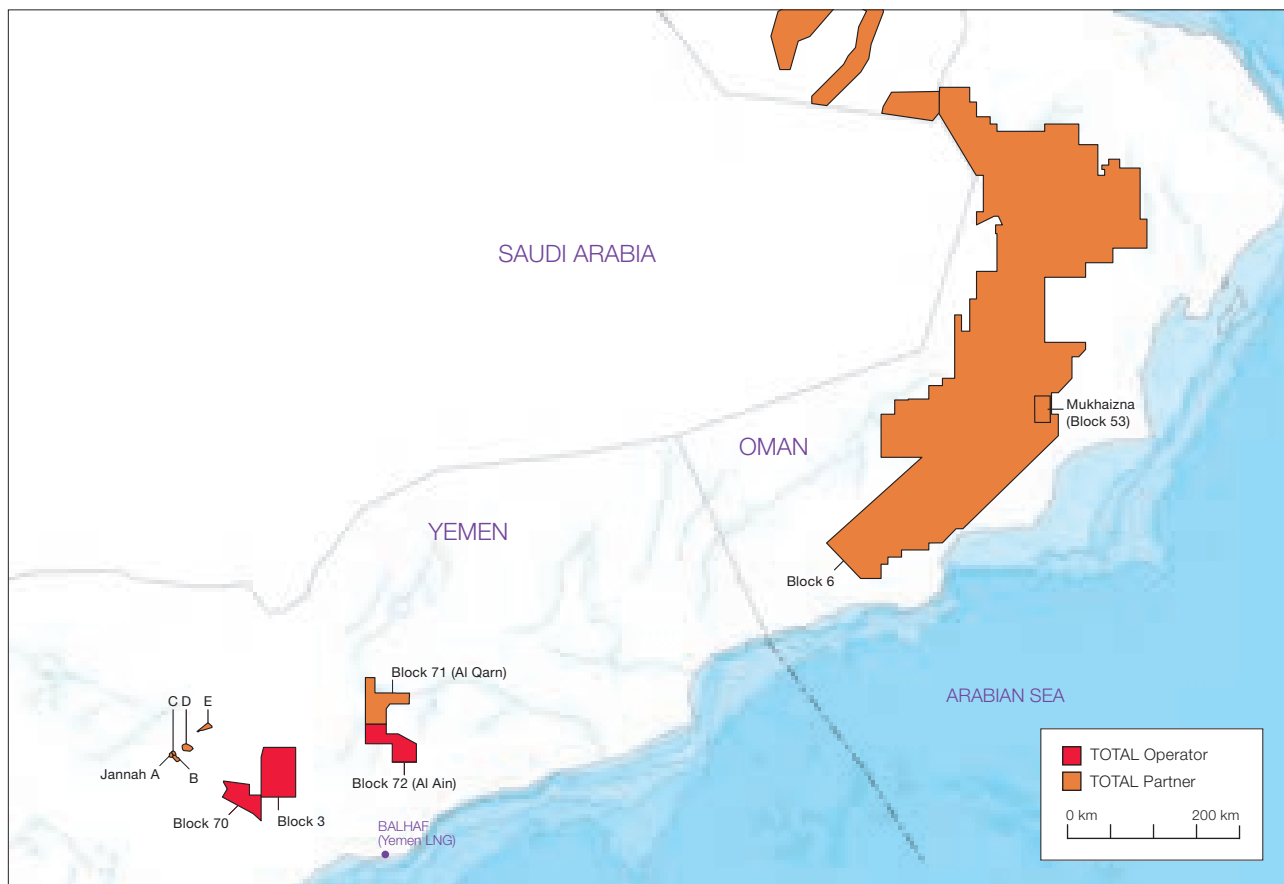 SAUDI ARABIA
Mukhaizna
(Block 53)
OMAN
YEMEN
Block 6
Block 71 (Al Qarn)
ARABIAN SEA
C
D
E
Jannah A
B
Block 72 (Al Ain)
Block 70
Block 3
BALHAF
(Yemen LNG)
TOTAL Operator
TOTAL Partner
0 km
200 km